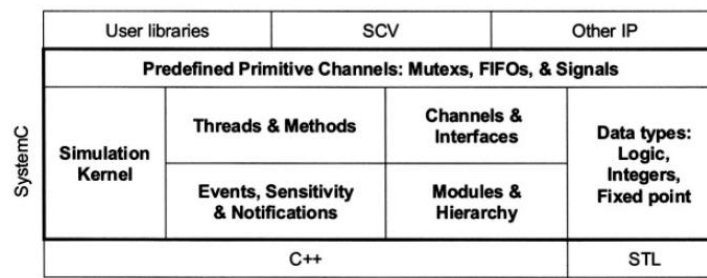 User libraries
SCV
Other IP
Predefined Primitive Channels: Mutexs, FIFOs, & Signals
SystemC
Simulation
Kernel
Threads & Methods
Channels &
Interfaces
Events, Sensitivity
& Notifications
Modules &
Hierarchy
Data types:
Logic,
Integers,
Fixed point
C++
STL